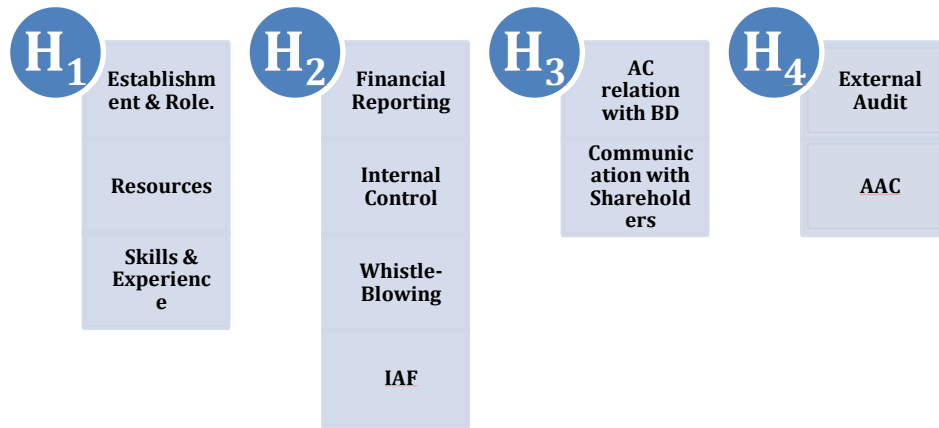 H1
Establishm
ent & Role.
Resources
Skills &
Experienc
e
H2
Financial
Reporting
Internal
Control
Whistle-
Blowing
IAF
H3
AC
relation
with BD
Communic
ation with
Sharehold
ers
H4
External
Audit
AAC